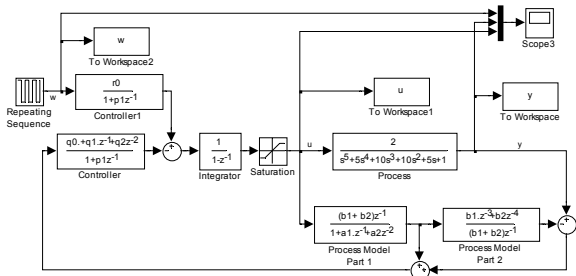 w
To Workspace2
Scope3
Repeating
Sequence
w
r0
1+p1z-1
Controller1
u
To Workspace1
y
To Workspace
q0.+q1.z-1+q2z-2
1+p1z-1
Controller
1
1-z-1
Integrator
Saturation
u
2
s5+5s4+10s3+10s2+5s+1
Process
y
(b1+ b2)z-1
1+a1.z-1+a2z-2
Process Model
Part 1
b1.z-3+b2z-4
(b1+ b2)z-1
Process Model
Part 2